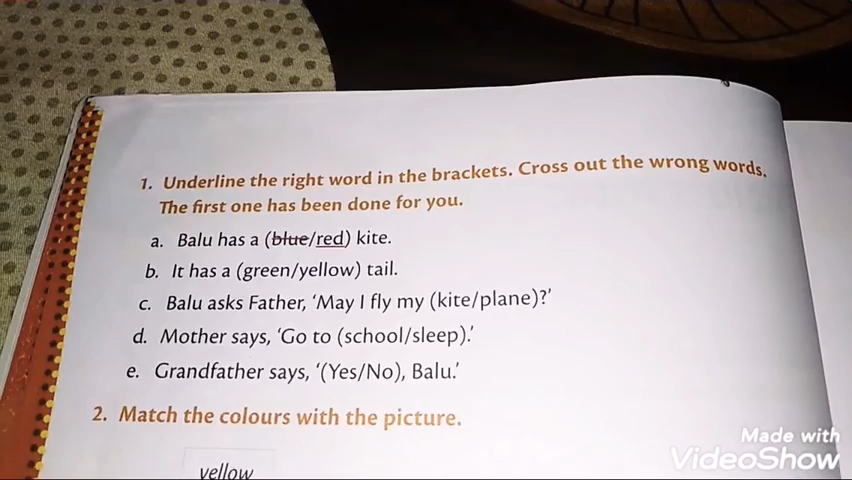 1. Underline the right word in the brackets. Cross out the wrong words.
The first one has been done for you.
a. Balu has a (blue/red) kite.
b. It has a (green/yellow) tail.
c. Balu asks Father, ‘May I fly my (kite/plane)?’
d. Mother says, ‘Go to (school/sleep).’
e. Grandfather says, ‘(Yes/No), Balu.’
2. Match the colours with the picture.
yellow
Made with
VideoShow